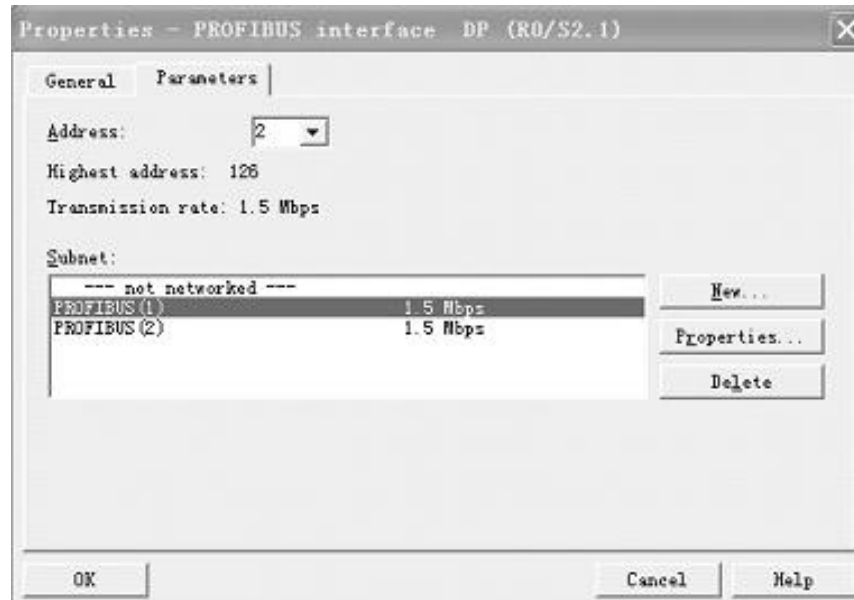 Properties - PROFIBUS interface DP (R0/S2.1)
General Parameters
Address: 2
Highest address: 126
Transmission rate: 1.5 Mbps
Subnet:
--- not networked ---
PROFIBUS(1) 1.5 Mbps
PROFIBUS(2) 1.5 Mbps
New...
Properties...
Delete
OK Cancel Help